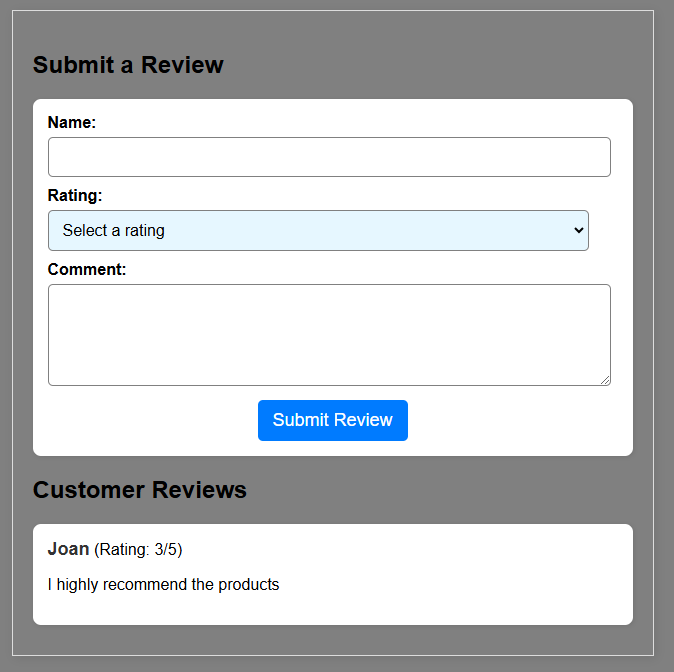 Submit a Review
Name:
Rating:
Select a rating
Comment:
Submit Review
Customer Reviews
Joan (Rating: 3/5)
I highly recommend the products